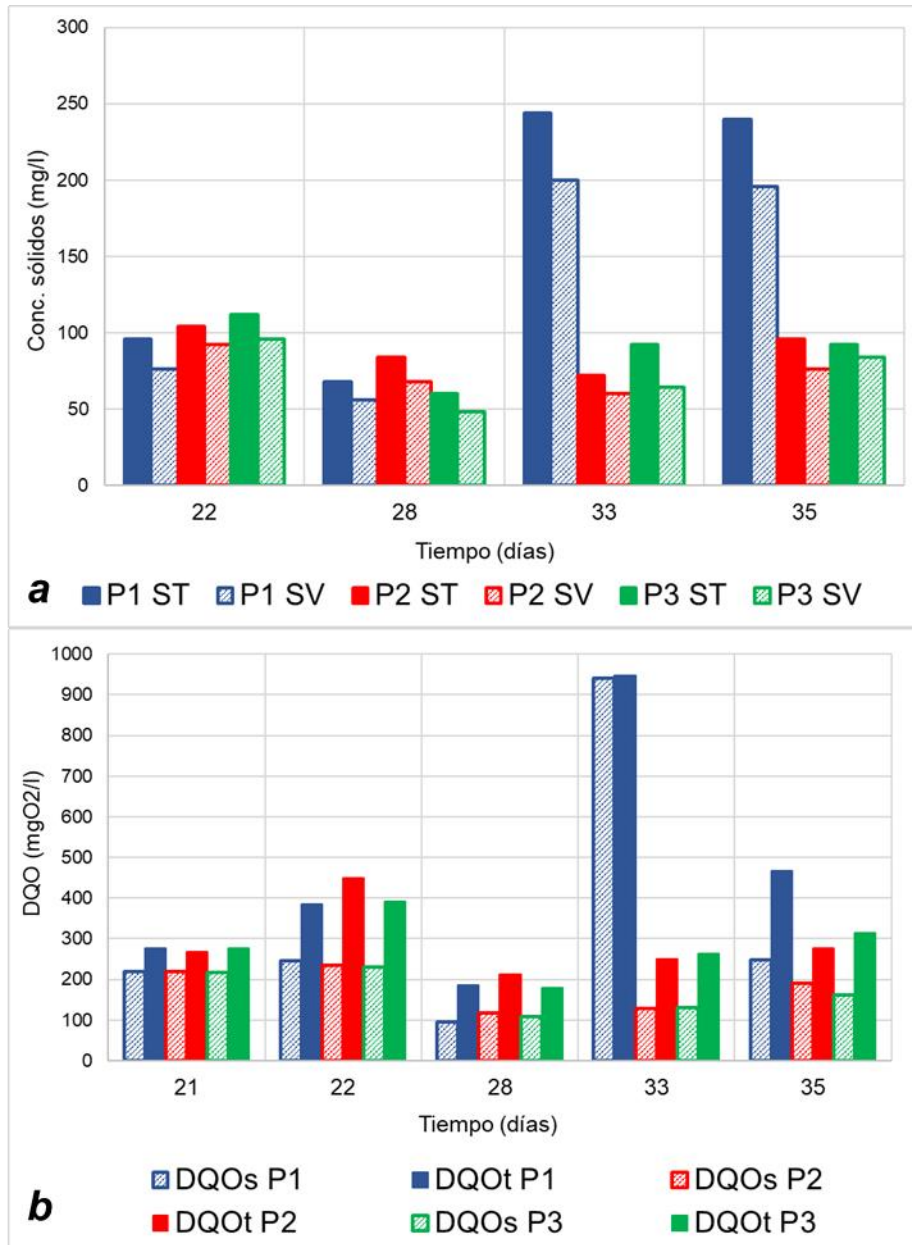 300
250
200
150
100
50
0
Conc. sólidos (mg/l)
22 28 33 35
Tiempo (días)
a
P1 ST P1 SV P2 ST P2 SV P3 ST P3 SV
1000
900
800
700
600
500
400
300
200
100
0
DQO (mgO2/l)
21 22 28 33 35
Tiempo (días)
DQOs P1 DQOt P1 DQOs P2
DQOt P2 DQOs P3 DQOt P3
b